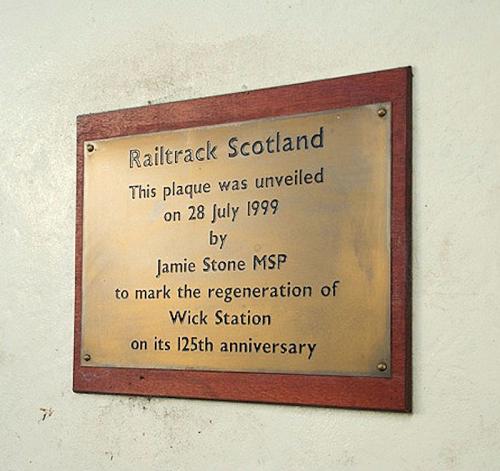 Railtrack Scotland
This plaque was unveiled
on 28 July 1999
by
Jamie Stone MSP
to mark the regeneration of
Wick Station
on its 125th anniversary